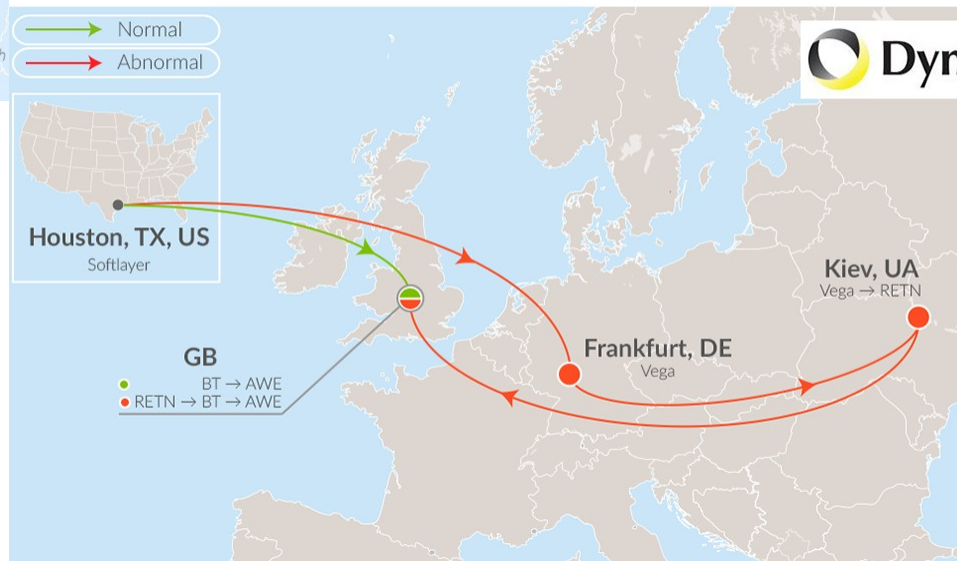 Normal
Abnormal
Dyn
Houston, TX, US
Softlayer
Kiev, UA
Vega → RETN
Frankfurt, DE
Vega
GB
BT → AWE
RETN → BT → AWE